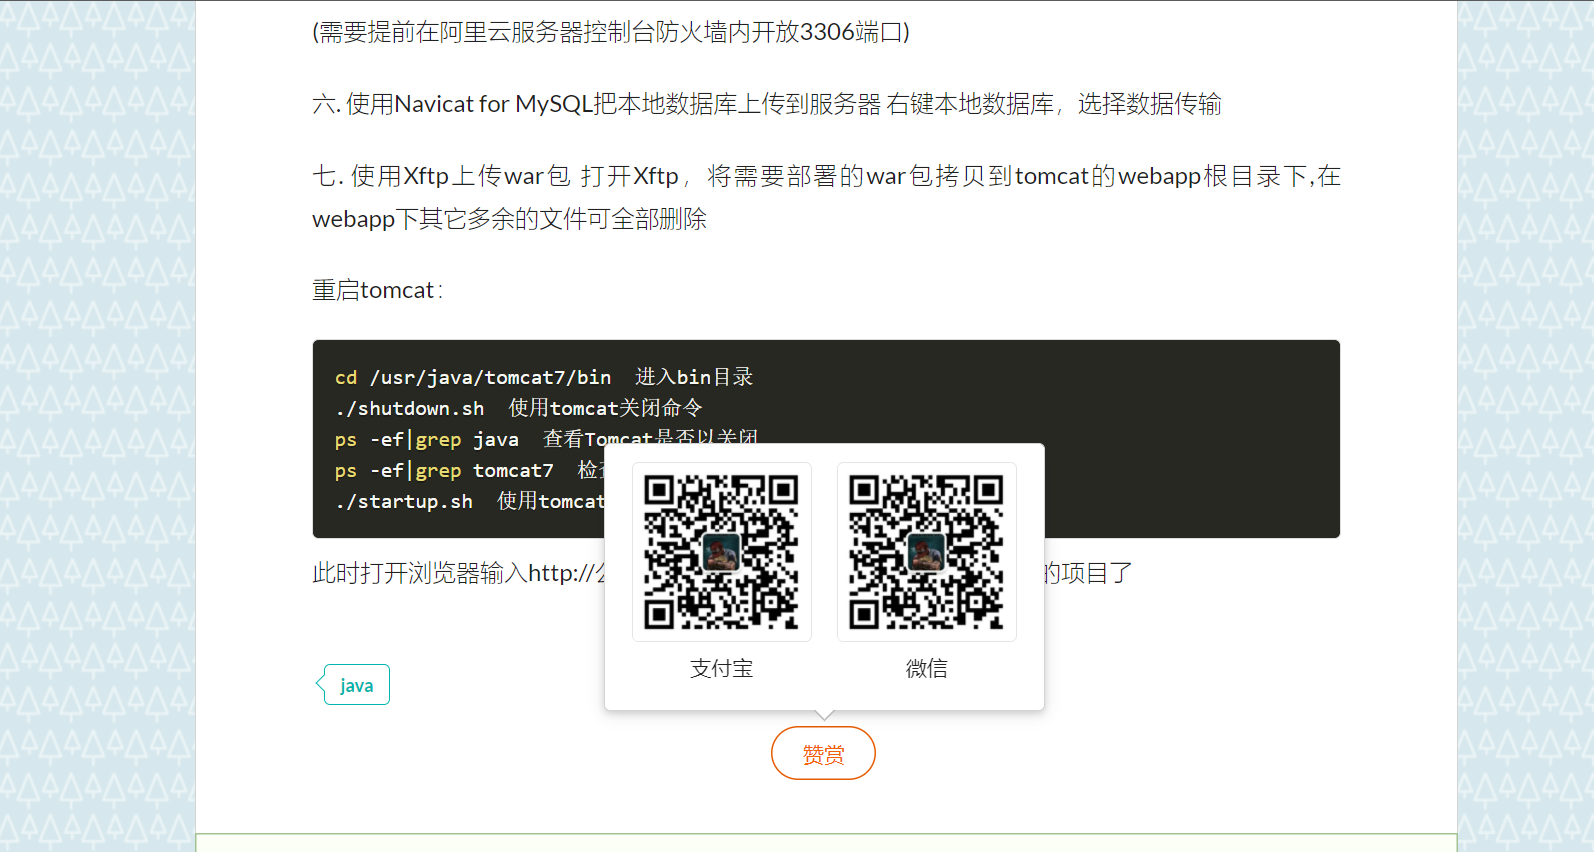 (需要提前在阿里云服务器控制台防火墙内开放3306端口)
六. 使用Navicat for MySQL把本地数据库上传到服务器 右键本地数据库，选择数据传输
七. 使用Xftp上传war包 打开Xftp，将需要部署的war包拷贝到tomcat的webapp根目录下,在
webapp下其它多余的文件可全部删除
重启tomcat：
cd /usr/java/tomcat7/bin  进入bin目录
./shutdown.sh  使用tomcat关闭命令
ps -ef|grep java  查看Tomcat是否以关闭
ps -ef|grep tomcat7  检
./startup.sh  使用tomcat
此时打开浏览器输入http:// 的项目了
支付宝 微信
java
赞赏